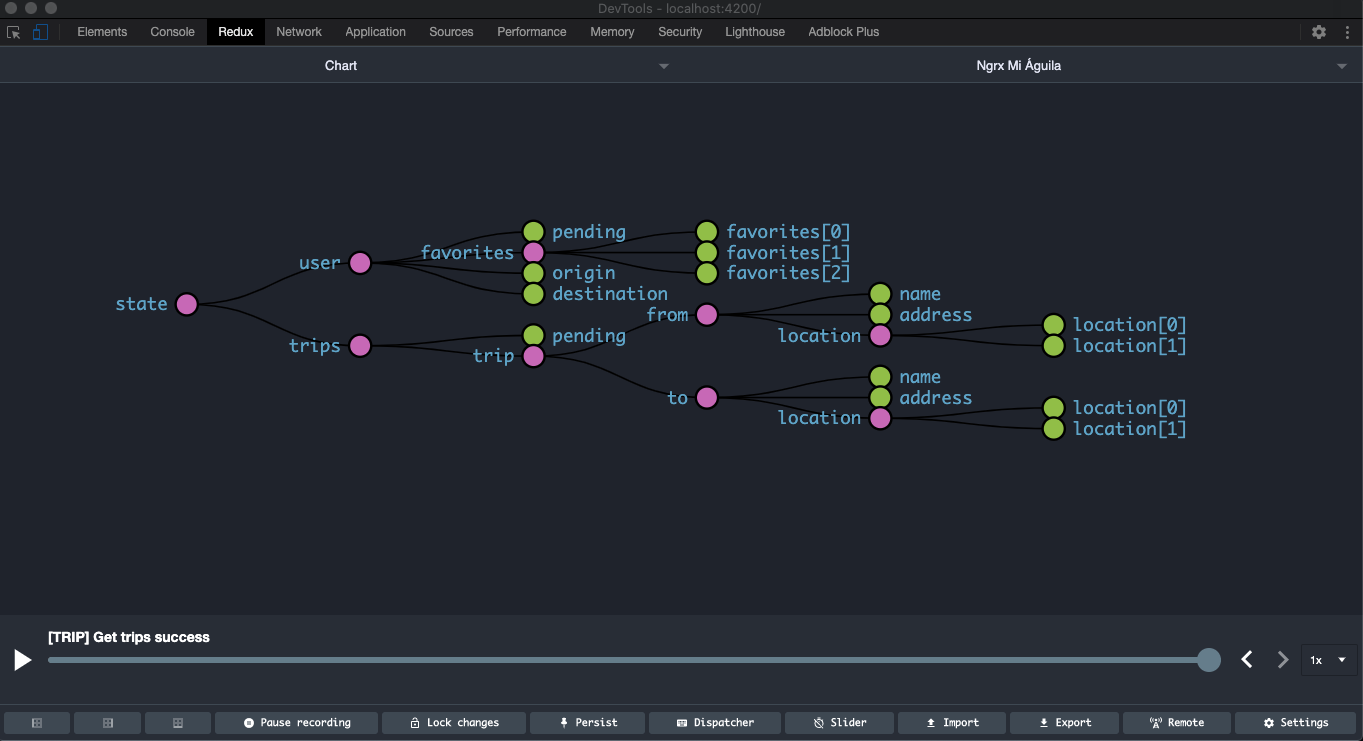 DevTools - localhost:4200/
Elements Console Redux Network Application Sources Performance Memory Security Lighthouse Adblock Plus
Chart Ngrx Mi Águila
pending favorites[0]
user favorites favorites[1]
origin favorites[2]
state destination name
from address
trips pending location location[0]
trip location[1]
name
to address
location location[0]
location[1]
[TRIP] Get trips success
1x
Pause recording Lock changes Persist Dispatcher Slider Import Export Remote Settings